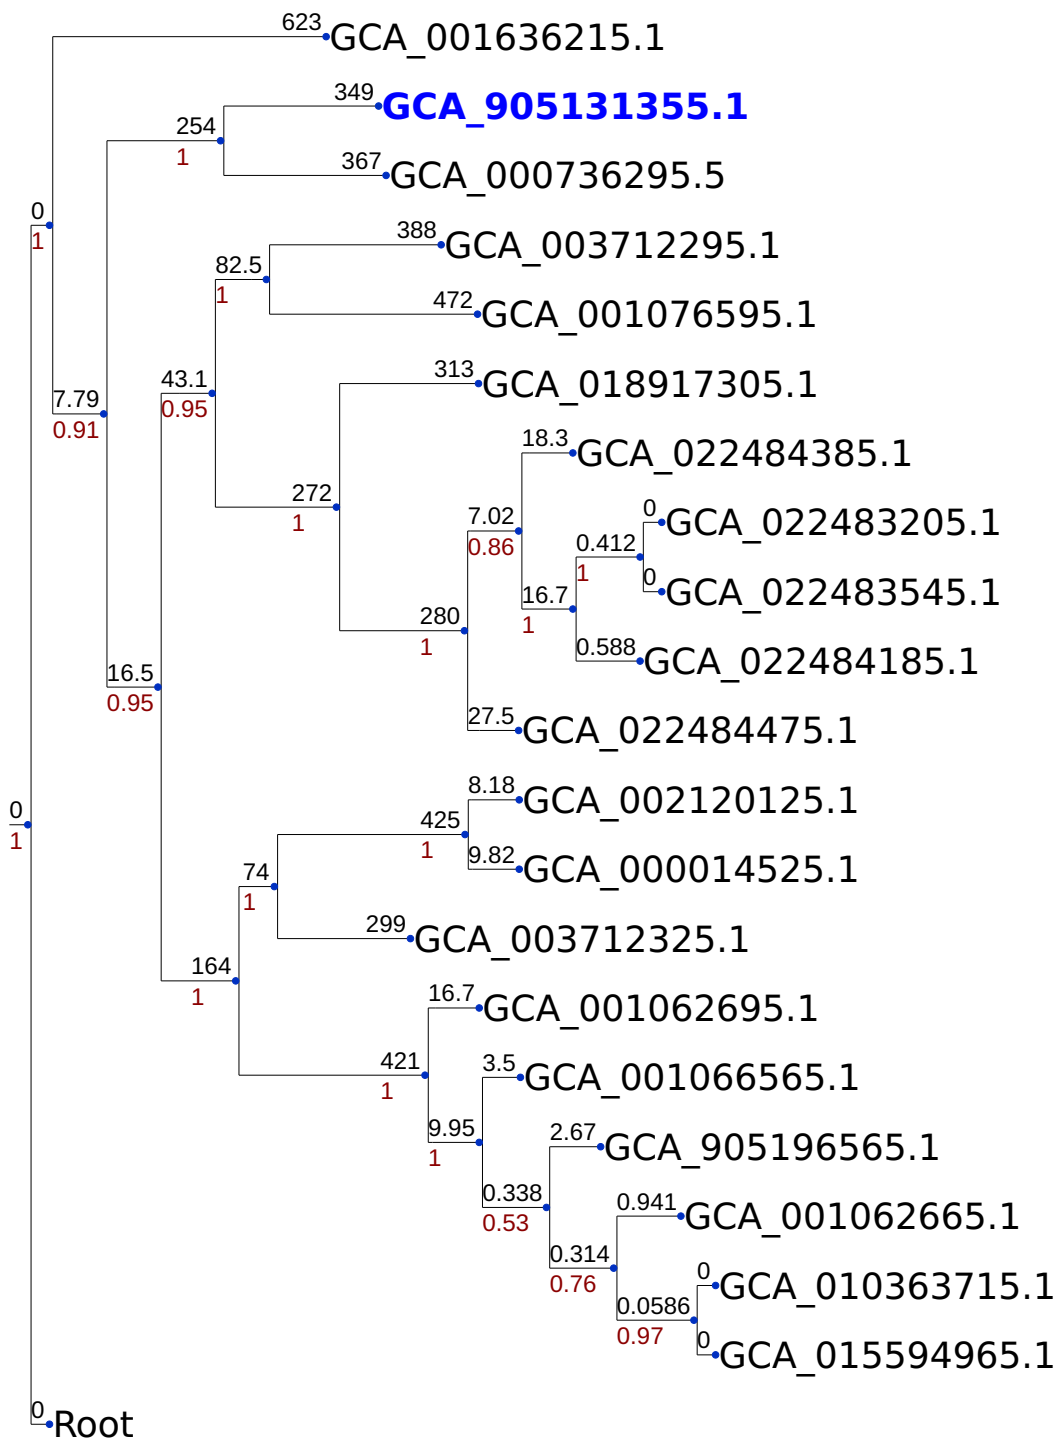 623 GCA_001636215.1
349 GCA_905131355.1
254
1
367 GCA_000736295.5
0
1
388 GCA_003712295.1
82.5
1
472 GCA_001076595.1
43.1
0.95
313 GCA_018917305.1
7.79
0.91
18.3 GCA_022484385.1
272
1
7.02
0.86
0 GCA_022483205.1
0.412
1
0 GCA_022483545.1
16.7
1
280
1
0.588 GCA_022484185.1
16.5
0.95
27.5 GCA_022484475.1
8.18 GCA_002120125.1
0
1
425
1
9.82 GCA_000014525.1
74
1
299 GCA_003712325.1
164
1
16.7 GCA_001062695.1
421
1
3.5 GCA_001066565.1
9.95
1
2.67 GCA_905196565.1
0.338
0.53
0.941 GCA_001062665.1
0.314
0.76
0 GCA_010363715.1
0.0586
0.97
0 GCA_015594965.1
0 Root